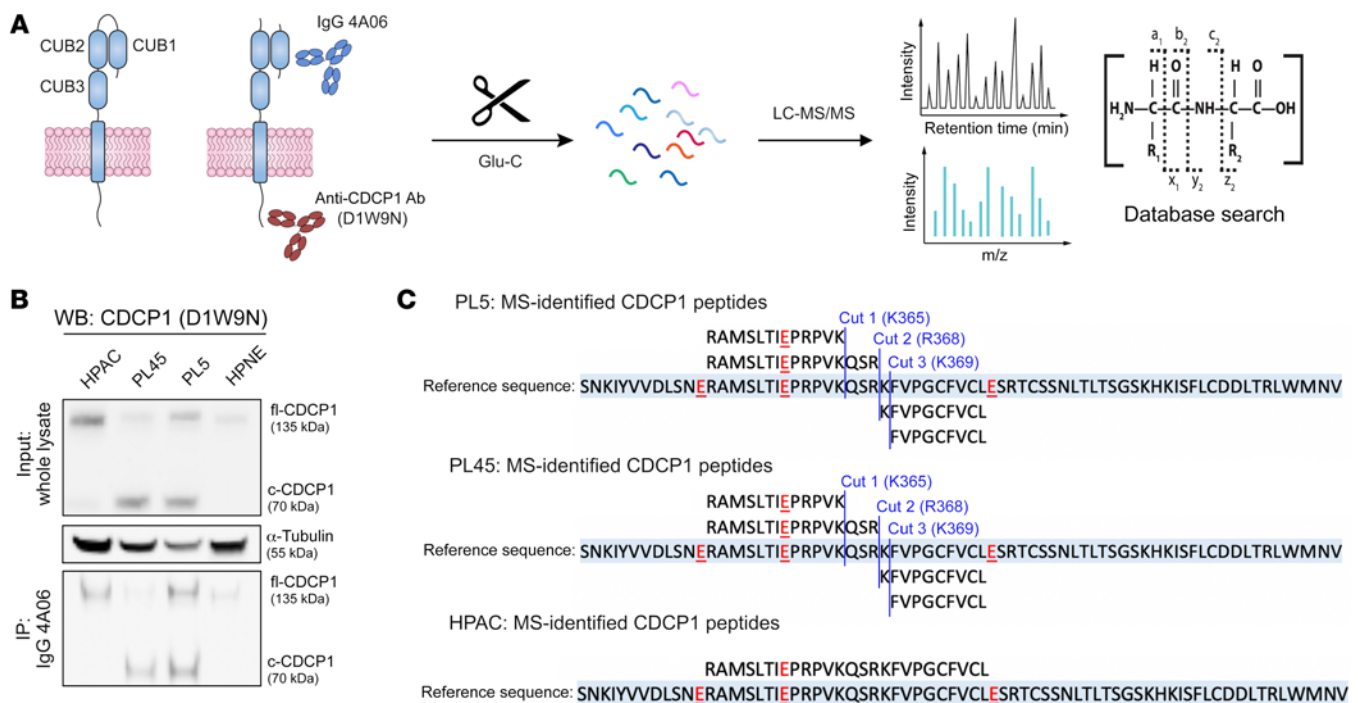 A
CUB2
CUB1
CUB3
IgG 4A06
Anti-CDCP1 Ab
(D1W9N)
Glu-C
LC-MS/MS
Intensity
Retention time (min)
Intensity
m/z
a1 b2 c2
H O H O
H2N—C—C—NH—C—C—OH
R1 R2
x1 y2 z2
Database search
B
WB: CDCP1 (D1W9N)
HPAC PL45 PL5 HPNE
Input:
whole lysate
fl-CDCP1
(135 kDa)
c-CDCP1
(70 kDa)
α-Tubulin
(55 kDa)
IP:
IgG 4A06
fl-CDCP1
(135 kDa)
c-CDCP1
(70 kDa)
C
PL5: MS-identified CDCP1 peptides
Cut 1 (K365)
RAMSLTIEPRPVK
Cut 2 (R368)
RAMSLTIEPRPVKQSR
Cut 3 (K369)
Reference sequence: SNKIYVVDLSNERAMSLTIEPRPVKQSRKFVPGCFVCLESRTCSSNLTLTSGSKHKISFLCDDLTRLWMNV
KFVPGCFVCL
FVPGCFVCL
PL45: MS-identified CDCP1 peptides
Cut 1 (K365)
RAMSLTIEPRPVK
Cut 2 (R368)
RAMSLTIEPRPVKQSR
Cut 3 (K369)
Reference sequence: SNKIYVVDLSNERAMSLTIEPRPVKQSRKFVPGCFVCLESRTCSSNLTLTSGSKHKISFLCDDLTRLWMNV
KFVPGCFVCL
FVPGCFVCL
HPAC: MS-identified CDCP1 peptides
RAMSLTIEPRPVKQSRKFVPGCFVCL
Reference sequence: SNKIYVVDLSNERAMSLTIEPRPVKQSRKFVPGCFVCLESRTCSSNLTLTSGSKHKISFLCDDLTRLWMNV